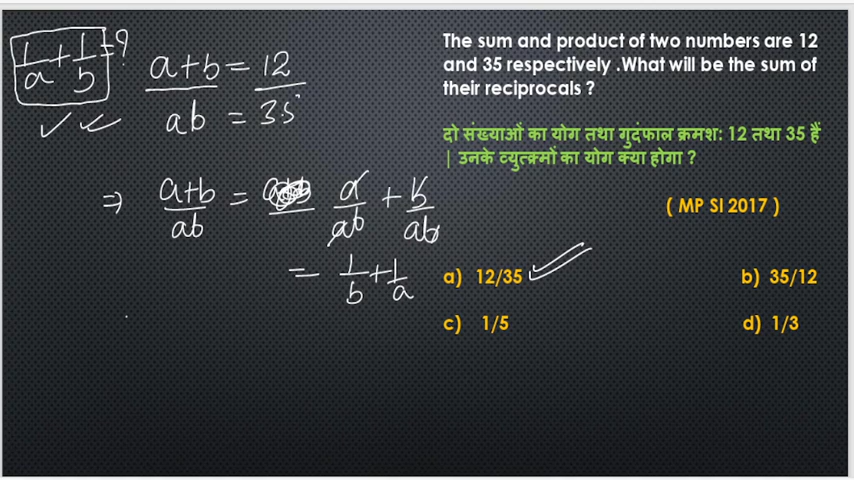 1/a + 1/b = ?
a+b = 12
ab = 35
⇒ a+b/ab = a/ab + b/ab
= 1/b + 1/a
The sum and product of two numbers are 12
and 35 respectively .What will be the sum of
their reciprocals ?
दो संख्याओं का योग तथा गुदंफाल क्रमश: 12 तथा 35 हैं
| उनके व्युत्क्रमों का योग क्या होगा ?
( MP SI 2017 )
a) 12/35
b) 35/12
c) 1/5
d) 1/3